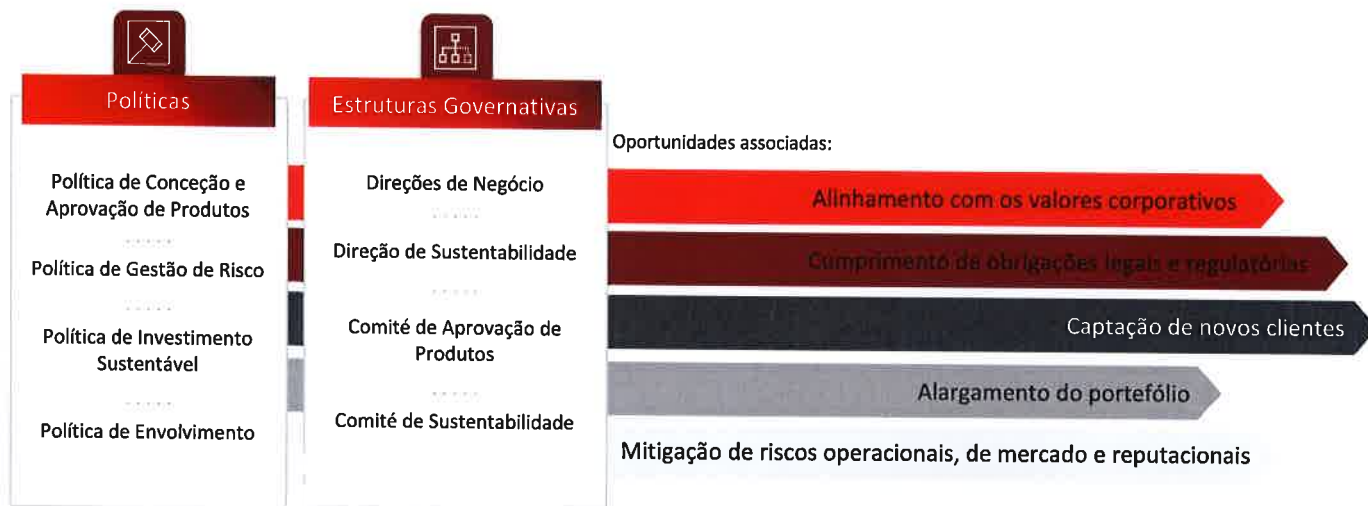 Políticas
Política de Conceção e
Aprovação de Produtos
Política de Gestão de Risco
Política de Investimento
Sustentável
Política de Envolvimento
Estruturas Governativas
Direções de Negócio
Direção de Sustentabilidade
Comité de Aprovação de
Produtos
Comité de Sustentabilidade
Oportunidades associadas:
Alinhamento com os valores corporativos
Cumprimento de obrigações legais e regulatórias
Captação de novos clientes
Alargamento do portefólio
Mitigação de riscos operacionais, de mercado e reputacionais